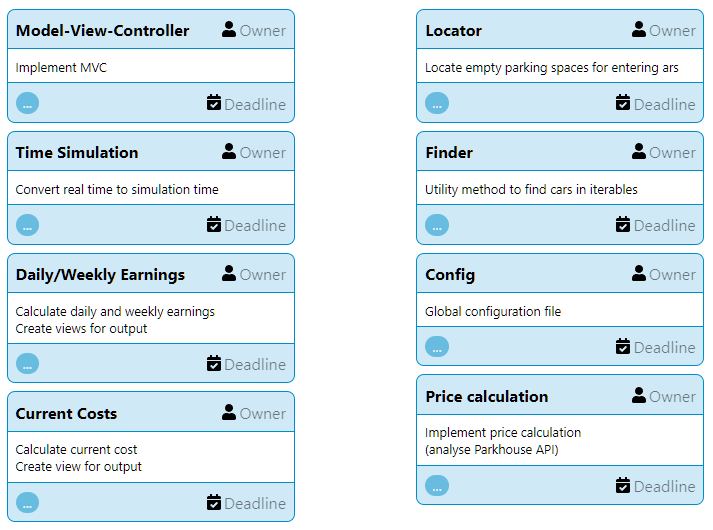 Model-View-Controller Owner
Implement MVC
... Deadline
Time Simulation Owner
Convert real time to simulation time
... Deadline
Daily/Weekly Earnings Owner
Calculate daily and weekly earnings
Create views for output
... Deadline
Current Costs Owner
Calculate current cost
Create view for output
... Deadline
Locator Owner
Locate empty parking spaces for entering ars
... Deadline
Finder Owner
Utility method to find cars in iterables
... Deadline
Config Owner
Global configuration file
... Deadline
Price calculation Owner
Implement price calculation
(analyse Parkhouse API)
... Deadline